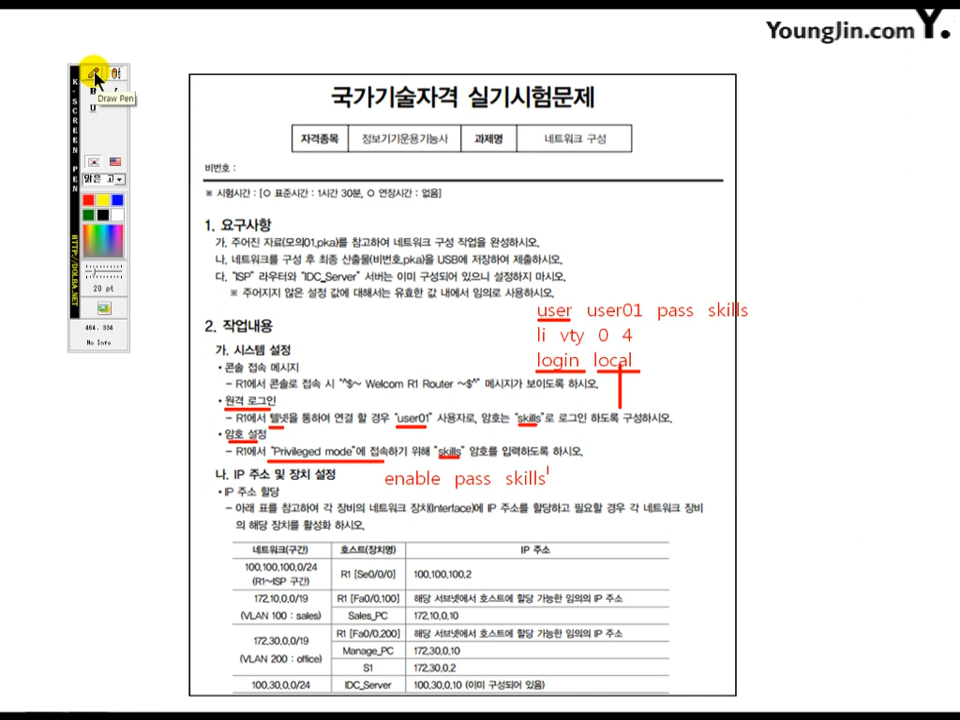 YoungJin.com Y.
K-SCREEN PEN
HTTP://DOLBA.NET
B I
Draw Pen
U
맑은 고
20 pt
464, 334
No Info
국가기술자격 실기시험문제
자격종목 정보기기운용기능사 과제명 네트워크 구성
비번호 :
※ 시험시간 : [○ 표준시간 : 1시간 30분, ○ 연장시간 : 없음]
1. 요구사항
가. 주어진 자료(모의01.pka)를 참고하여 네트워크 구성 작업을 완성하시오.
나. 네트워크를 구성 후 최종 산출물(비번호.pka)을 USB에 저장하여 제출하시오.
다. "ISP" 라우터와 "IDC_Server" 서버는 이미 구성되어 있으니 설정하지 마시오.
※ 주어지지 않은 설정 값에 대해서는 유효한 값 내에서 임의로 사용하시오.
user user01 pass skills
li vty 0 4
login local
2. 작업내용
가. 시스템 설정
• 콘솔 접속 메시지
– R1에서 콘솔로 접속 시 "^$~ Welcom R1 Router ~$^" 메시지가 보이도록 하시오.
• 원격 로그인
– R1에서 텔넷을 통하여 연결 할 경우 "user01" 사용자로, 암호는 "skills"로 로그인 하도록 구성하시오.
• 암호 설정
– R1에서 "Privileged mode"에 접속하기 위해 "skills" 암호를 입력하도록 하시오.
enable pass skills
나. IP 주소 및 장치 설정
• IP 주소 할당
– 아래 표를 참고하여 각 장비의 네트워크 장치(Interface)에 IP 주소를 할당하고 필요할 경우 각 네트워크 장비
의 해당 장치를 활성화 하시오.
네트워크(구간) 호스트(장치명) IP 주소
100.100.100.0/24
(R1~ISP 구간) R1 [Se0/0/0] 100.100.100.2
172.10.0.0/19 R1 [Fa0/0.100] 해당 서브넷에서 호스트에 할당 가능한 임의의 IP 주소
(VLAN 100 : sales) Sales_PC 172.10.0.10
172.30.0.0/19 R1 [Fa0/0.200] 해당 서브넷에서 호스트에 할당 가능한 임의의 IP 주소
(VLAN 200 : office) Manage_PC 172.30.0.10
S1 172.30.0.2
100.30.0.0/24 IDC_Server 100.30.0.10 (이미 구성되어 있음)